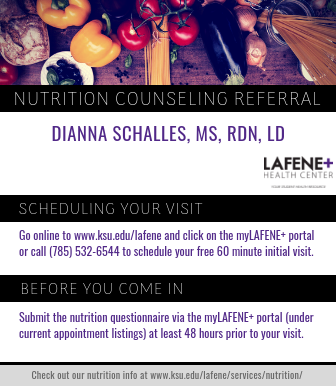 NUTRITION COUNSELING REFERRAL
DIANNA SCHALLES, MS, RDN, LD
LAFENE+
HEALTH CENTER
YOUR STUDENT HEALTH RESOURCE
SCHEDULING YOUR VISIT
Go online to www.ksu.edu/lafene and click on the myLAFENE+ portal
or call (785) 532-6544 to schedule your free 60 minute initial visit.
BEFORE YOU COME IN
Submit the nutrition questionnaire via the myLAFENE+ portal (under
current appointment listings) at least 48 hours prior to your visit.
Check out our nutrition info at www.ksu.edu/lafene/services/nutrition/